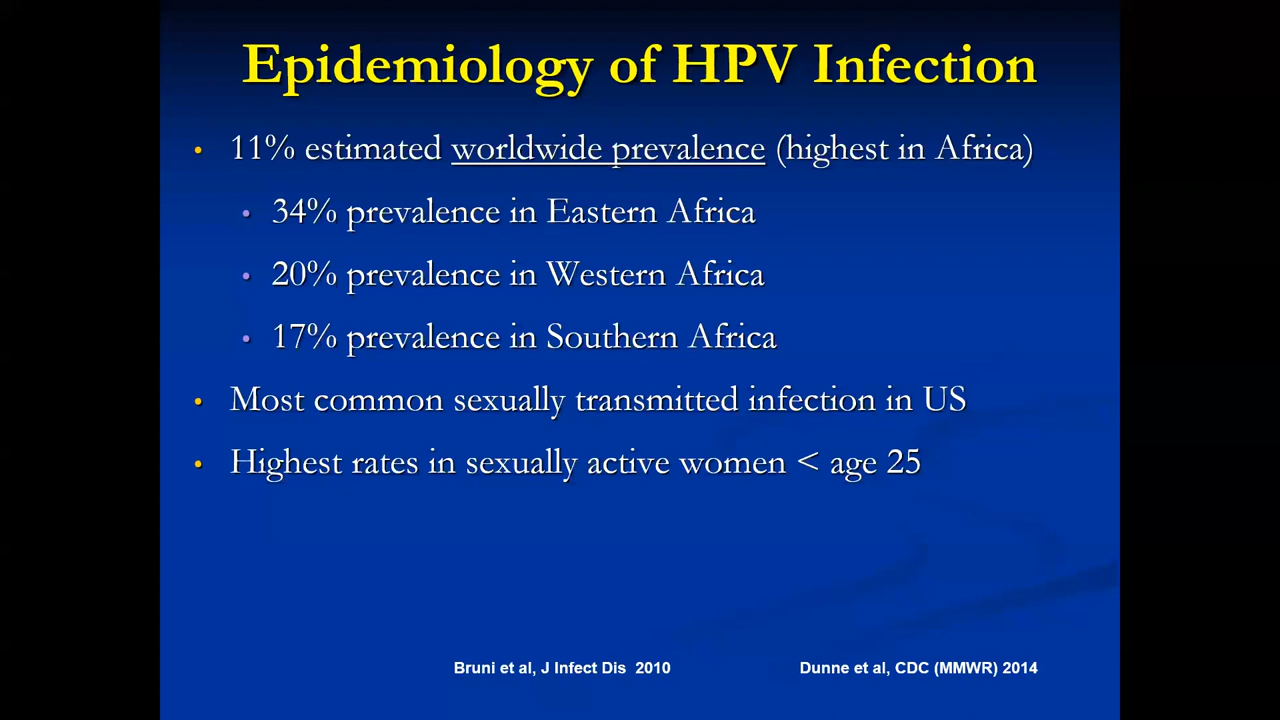 Epidemiology of HPV Infection
• 11% estimated worldwide prevalence (highest in Africa)
• 34% prevalence in Eastern Africa
• 20% prevalence in Western Africa
• 17% prevalence in Southern Africa
• Most common sexually transmitted infection in US
• Highest rates in sexually active women < age 25
Bruni et al, J Infect Dis 2010 Dunne et al, CDC (MMWR) 2014